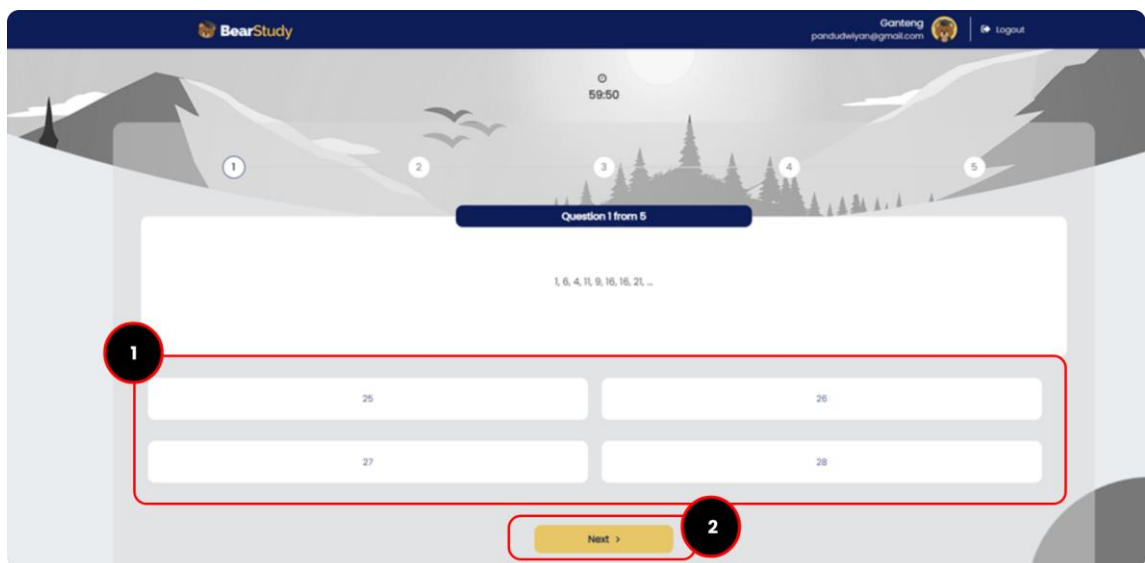 BearStudy
Ganteng
pandudwiyan@gmail.com
Logout
59:50
1
2
3
4
5
Question 1 from 5
1, 6, 4, 11, 9, 16, 16, 21, ...
1
25
26
27
28
Next >
2